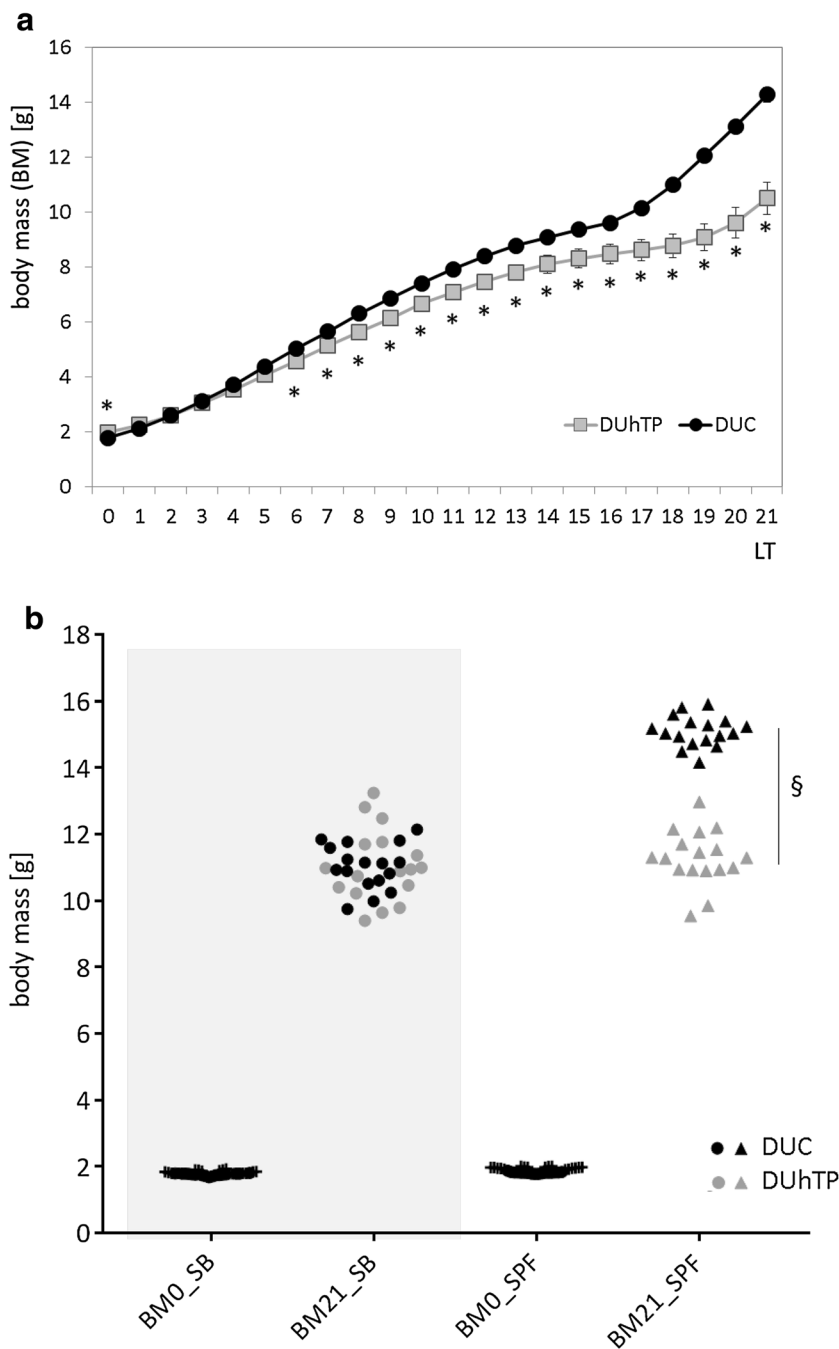 a
body mass (BM) [g]
16
14
12
10
8
6
4
2
0
* * * * * * * * * * * * * * * * *
DUhTP DUC
0 1 2 3 4 5 6 7 8 9 10 11 12 13 14 15 16 17 18 19 20 21
LT
b
body mass [g]
18
16
14
12
10
8
6
4
2
0
§
DUC
DUhTP
BM0_SB BM21_SB BM0_SPF BM21_SPF